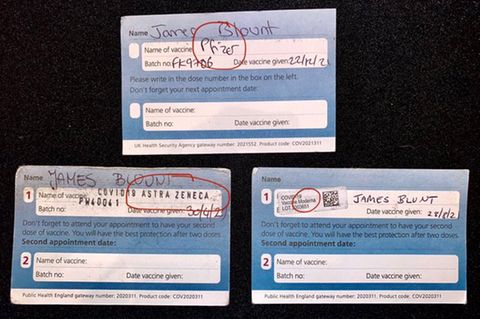 Name James Blount
Name of vaccine: Pfizer
Batch no: FK9706 Date vaccine given: 22/12/21
Please write in the dose number in the box on the left.
Don't forget your next appointment date:
Name of vaccine:
Batch no: Date vaccine given:
UK Health Security Agency gateway number: 2021552. Product code: COV2021311
Name JAMES BLOUNT
1 Name of vaccine: COVID19 ASTRA ZENECA
PW40041
30/4/21
Don't forget to attend your appointment to have your second
dose of vaccine. You will have the best protection after two doses
Second appointment date:
2 Name of vaccine:
Batch no: Date vaccine given:
Public Health England gateway number: 2020311. Product code: COV2020311
Name
1 COVID19
Vaccine Moderna
LOT
JAMES BLUNT
Date vaccine given:
Don't forget to attend your appointment to have your second
dose of vaccine. You will have the best protection after two doses
Second appointment date:
2 Name of vaccine:
Batch no: Date vaccine given:
Public Health England gateway number: 2020311. Product code: COV2020311